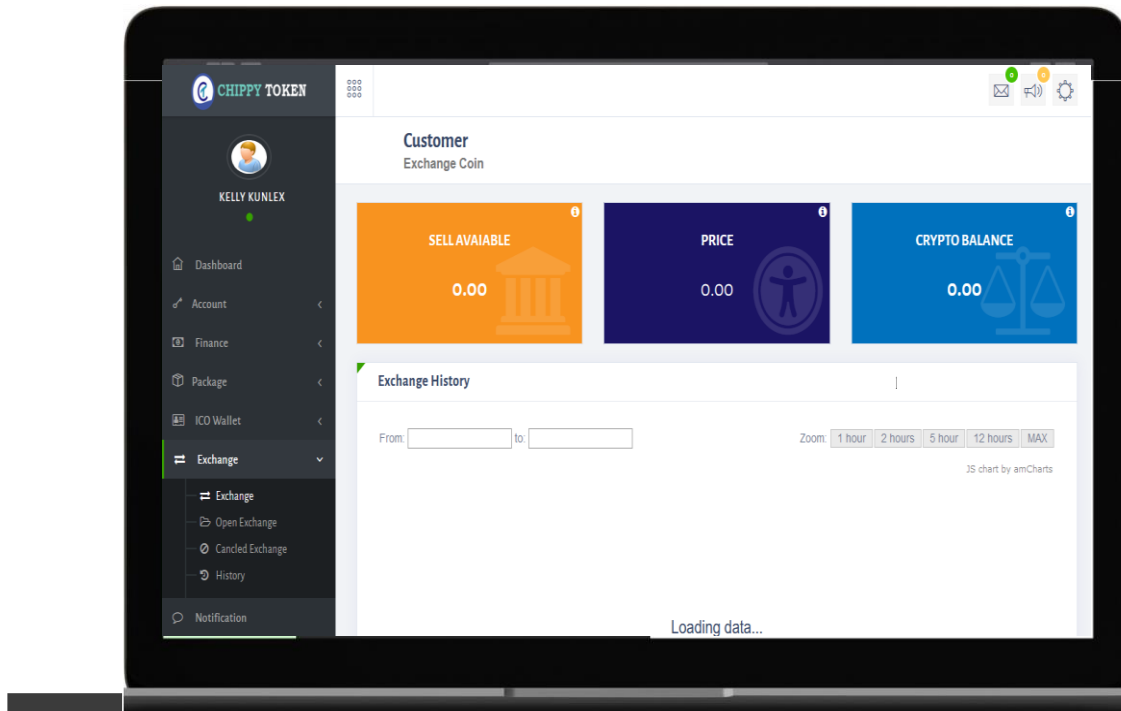 CHIPPY TOKEN
0
0
KELLY KUNLEX
Dashboard
Account
Finance
Package
ICO Wallet
Exchange
Exchange
Open Exchange
Cancled Exchange
History
Notification
Customer
Exchange Coin
SELL AVAIABLE
0.00
PRICE
0.00
CRYPTO BALANCE
0.00
Exchange History
From: to:
Zoom: 1 hour 2 hours 5 hour 12 hours MAX
JS chart by amCharts
Loading data...